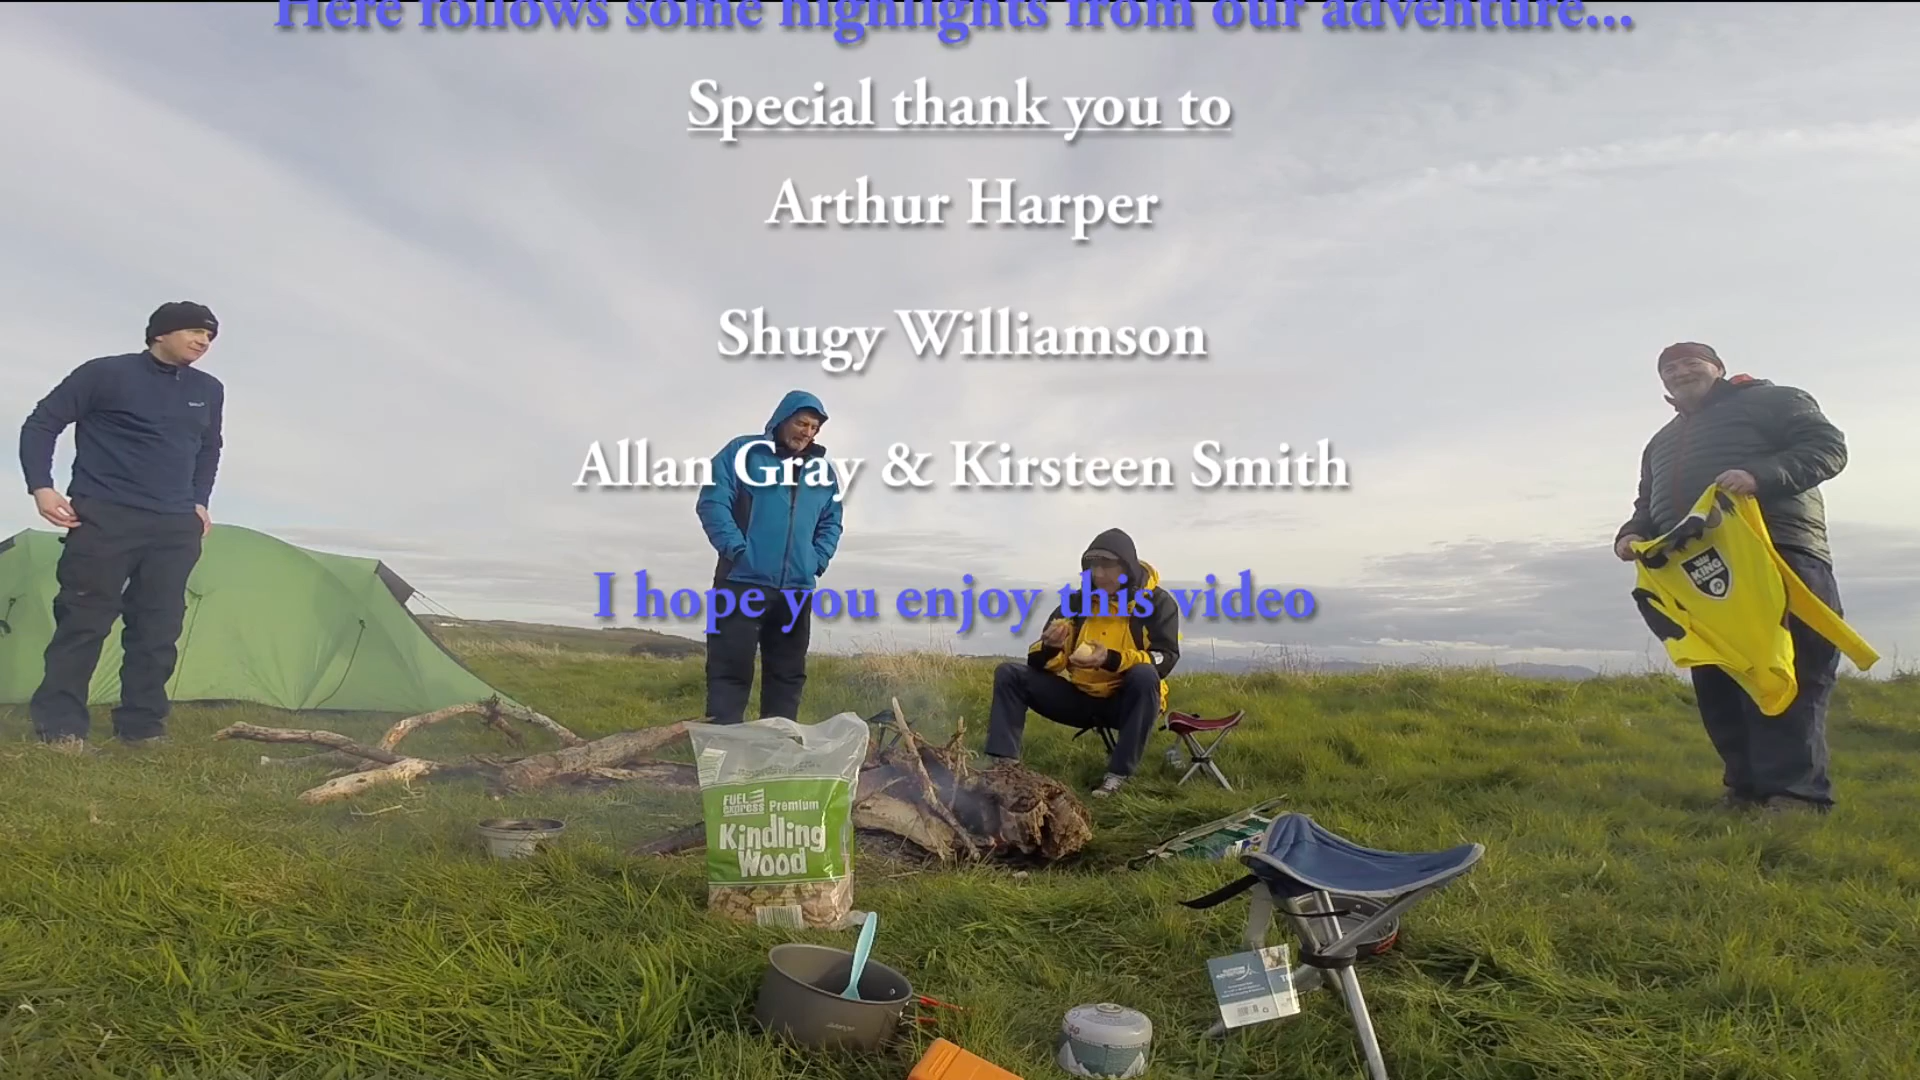 Here follows some highlights from our adventure...
Special thank you to
Arthur Harper
Shugy Williamson
Allan Gray & Kirsteen Smith
I hope you enjoy this video
KING
FUEL
express Premium
Kindling
Wood